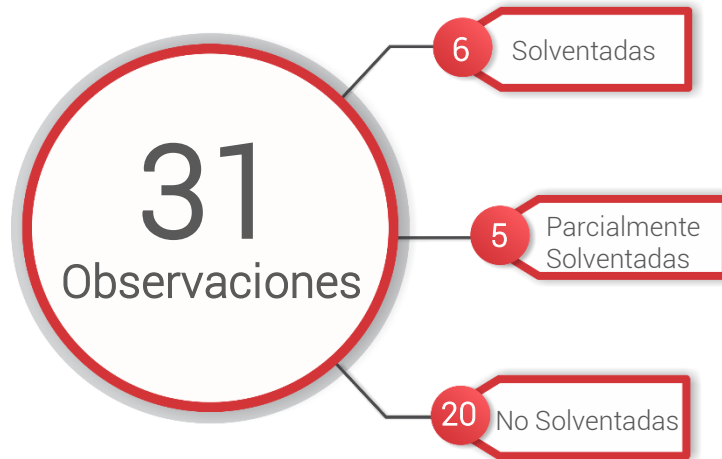 31
Observaciones
6
Solventadas
5
Parcialmente
Solventadas
20
No Solventadas